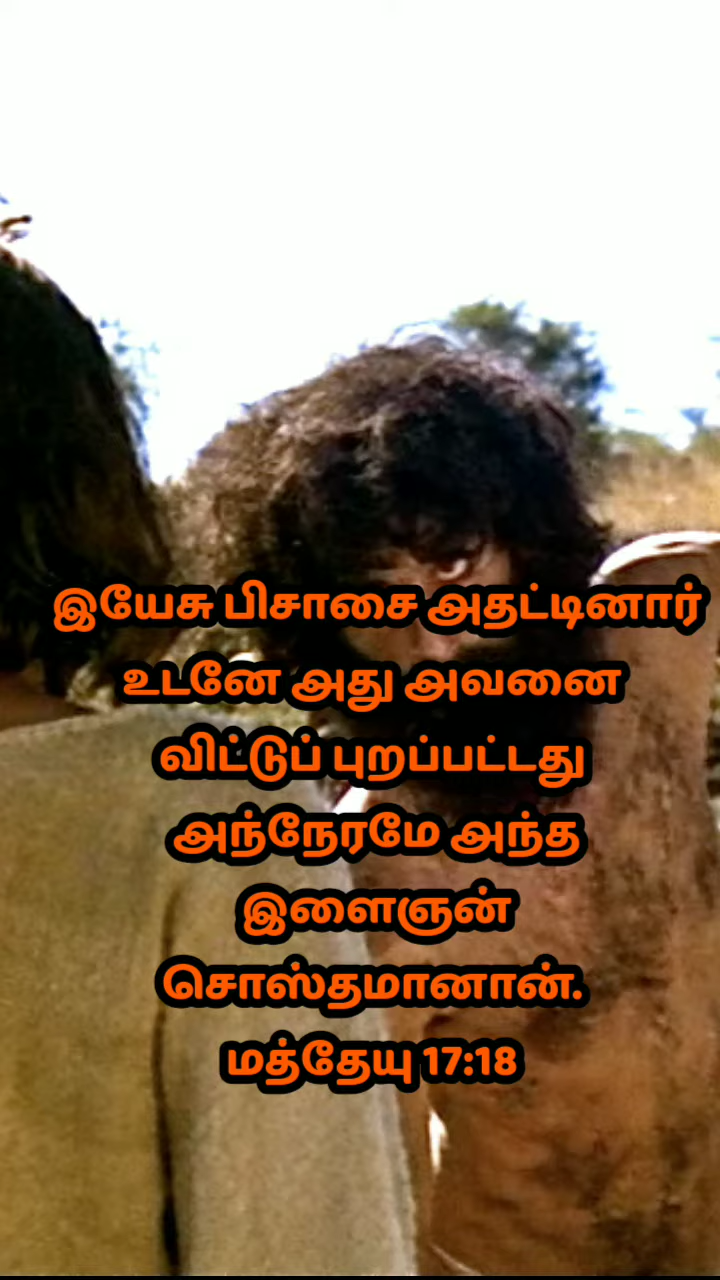 இயேசு பிசாசை அதட்டினார்
உடனே அது அவனை
விட்டுப் புறப்பட்டது
அந்நேரமே அந்த
இளைஞன்
சொஸ்தமானான்.
மத்தேயு 17:18